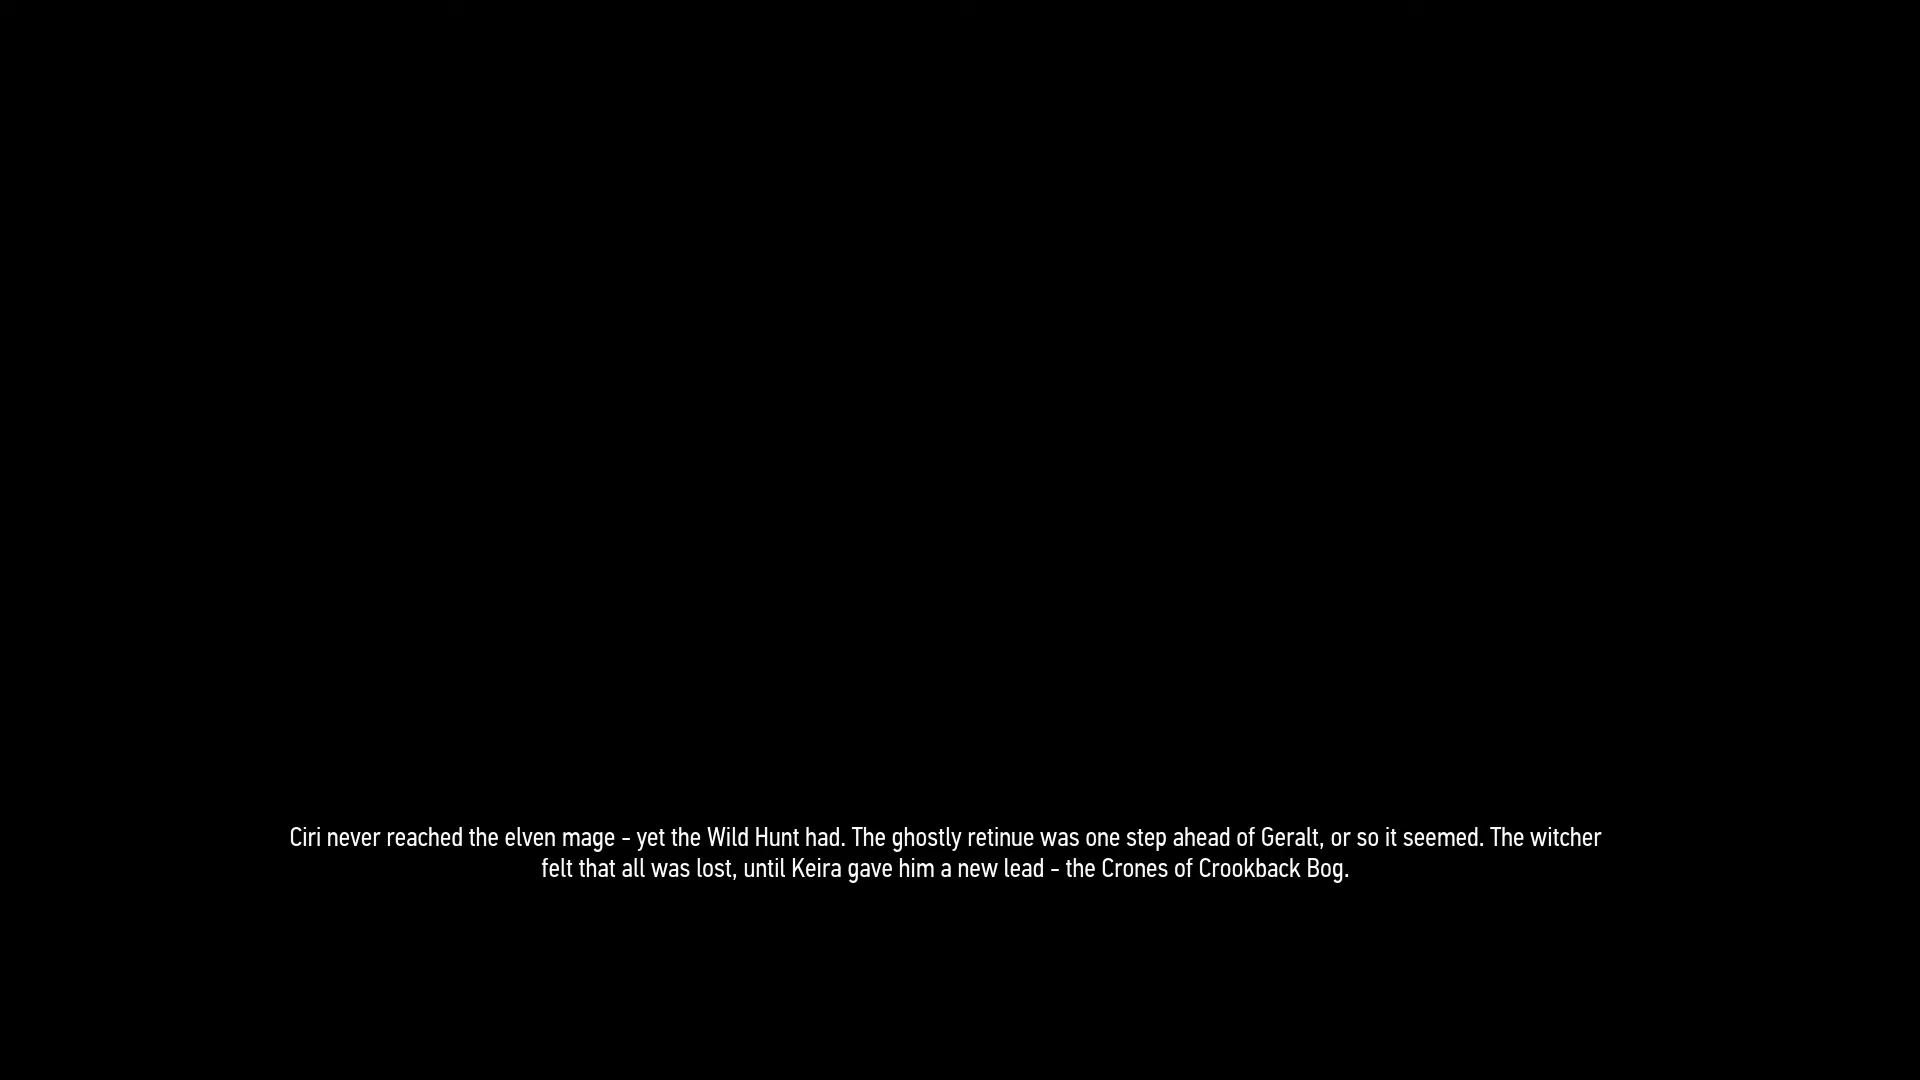 Ciri never reached the elven mage - yet the Wild Hunt had. The ghostly retinue was one step ahead of Geralt, or so it seemed. The witcher
felt that all was lost, until Keira gave him a new lead - the Crones of Crookback Bog.